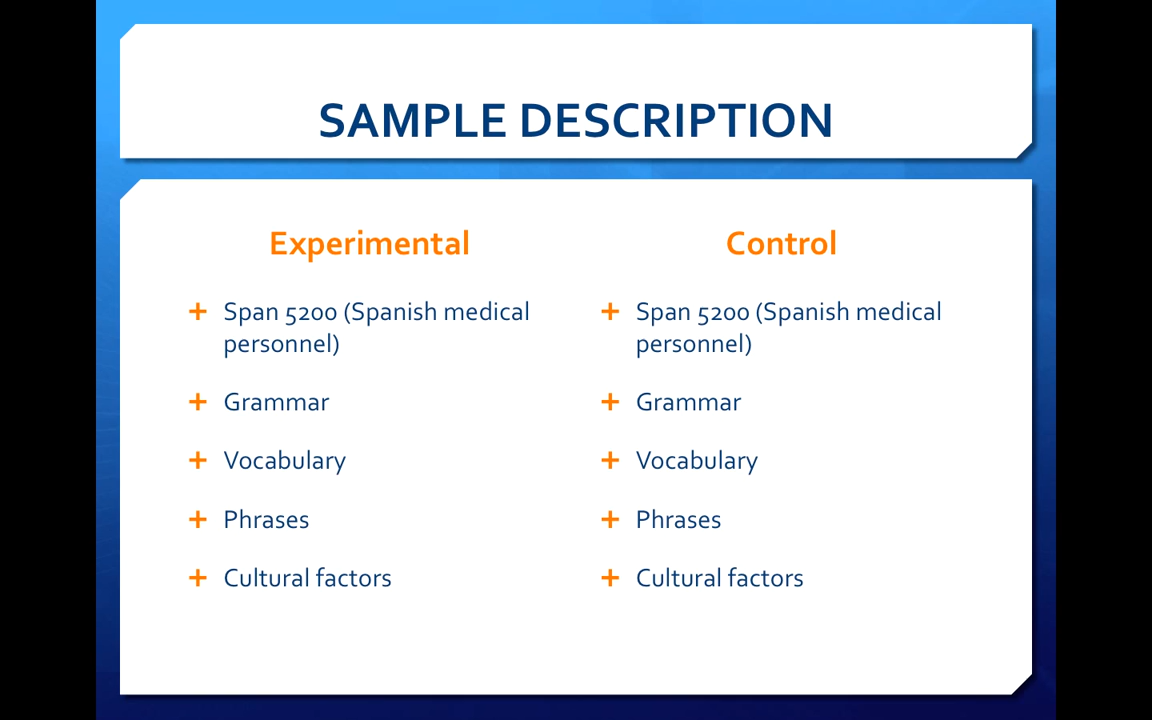 SAMPLE DESCRIPTION
Experimental
+ Span 5200 (Spanish medical
personnel)
+ Grammar
+ Vocabulary
+ Phrases
+ Cultural factors
Control
+ Span 5200 (Spanish medical
personnel)
+ Grammar
+ Vocabulary
+ Phrases
+ Cultural factors